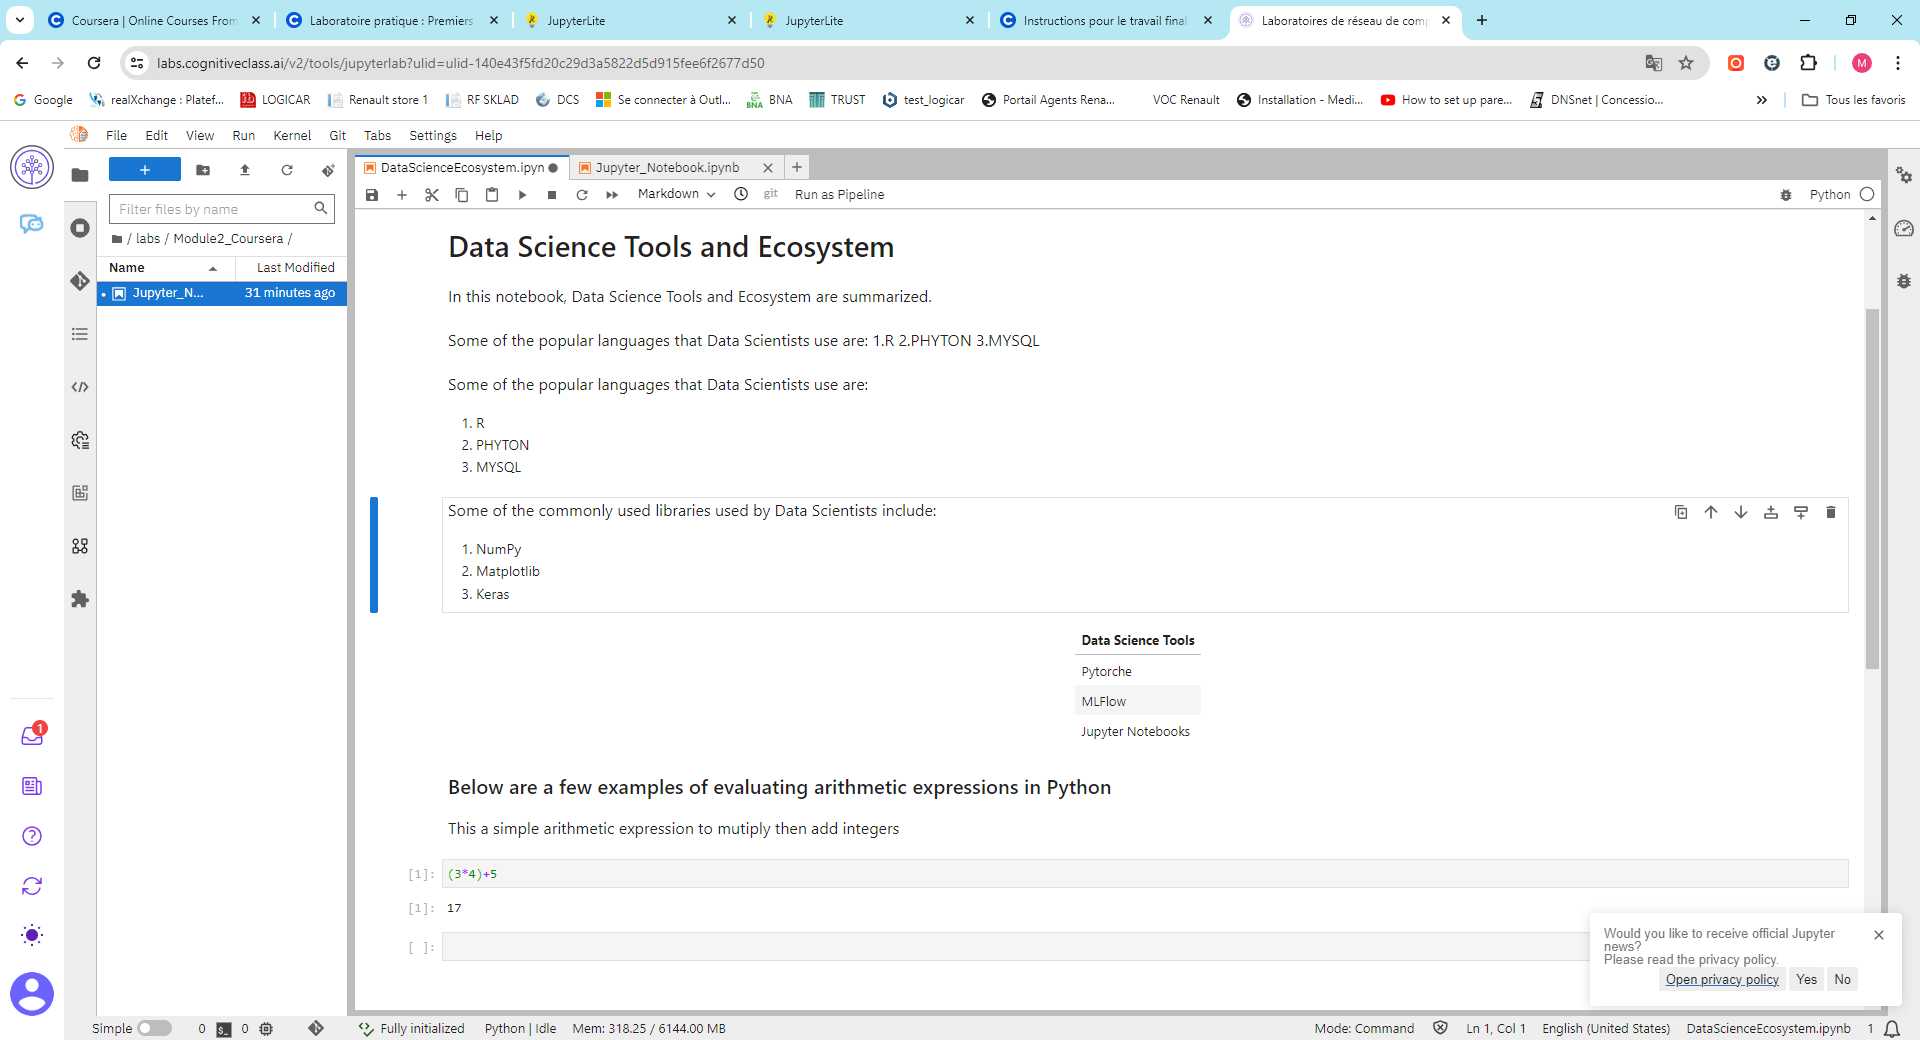 Coursera | Online Courses From
Laboratoire pratique : Premiers
JupyterLite
JupyterLite
Instructions pour le travail final
Laboratoires de réseau de comp
labs.cognitiveclass.ai/v2/tools/jupyterlab?ulid=ulid-140e43f5fd20c29d3a5822d5d915fee6f2677d50
M
Google
realXchange : Platef...
LOGICAR
Renault store 1
RF SKLAD
DCS
Se connecter à Outl...
BNA
BNA
TRUST
test_logicar
Portail Agents Rena...
VOC Renault
Installation - Medi...
How to set up pare...
DNSnet | Concessio...
Tous les favoris
File Edit View Run Kernel Git Tabs Settings Help
Filter files by name
/ labs / Module2_Coursera /
Name Last Modified
Jupyter_N... 31 minutes ago
DataScienceEcosystem.ipyn
Jupyter_Notebook.ipynb
Markdown
git
Run as Pipeline
Python
Data Science Tools and Ecosystem
In this notebook, Data Science Tools and Ecosystem are summarized.
Some of the popular languages that Data Scientists use are: 1.R 2.PHYTON 3.MYSQL
Some of the popular languages that Data Scientists use are:
1. R
2. PHYTON
3. MYSQL
Some of the commonly used libraries used by Data Scientists include:
1. NumPy
2. Matplotlib
3. Keras
Data Science Tools
Pytorche
MLFlow
Jupyter Notebooks
Below are a few examples of evaluating arithmetic expressions in Python
This a simple arithmetic expression to mutiply then add integers
[1]: (3*4)+5
[1]: 17
[ ]:
1
Would you like to receive official Jupyter
news?
Please read the privacy policy.
Open privacy policy Yes No
Simple 0 0 Fully initialized Python | Idle Mem: 318.25 / 6144.00 MB
Mode: Command Ln 1, Col 1 English (United States) DataScienceEcosystem.ipynb 1